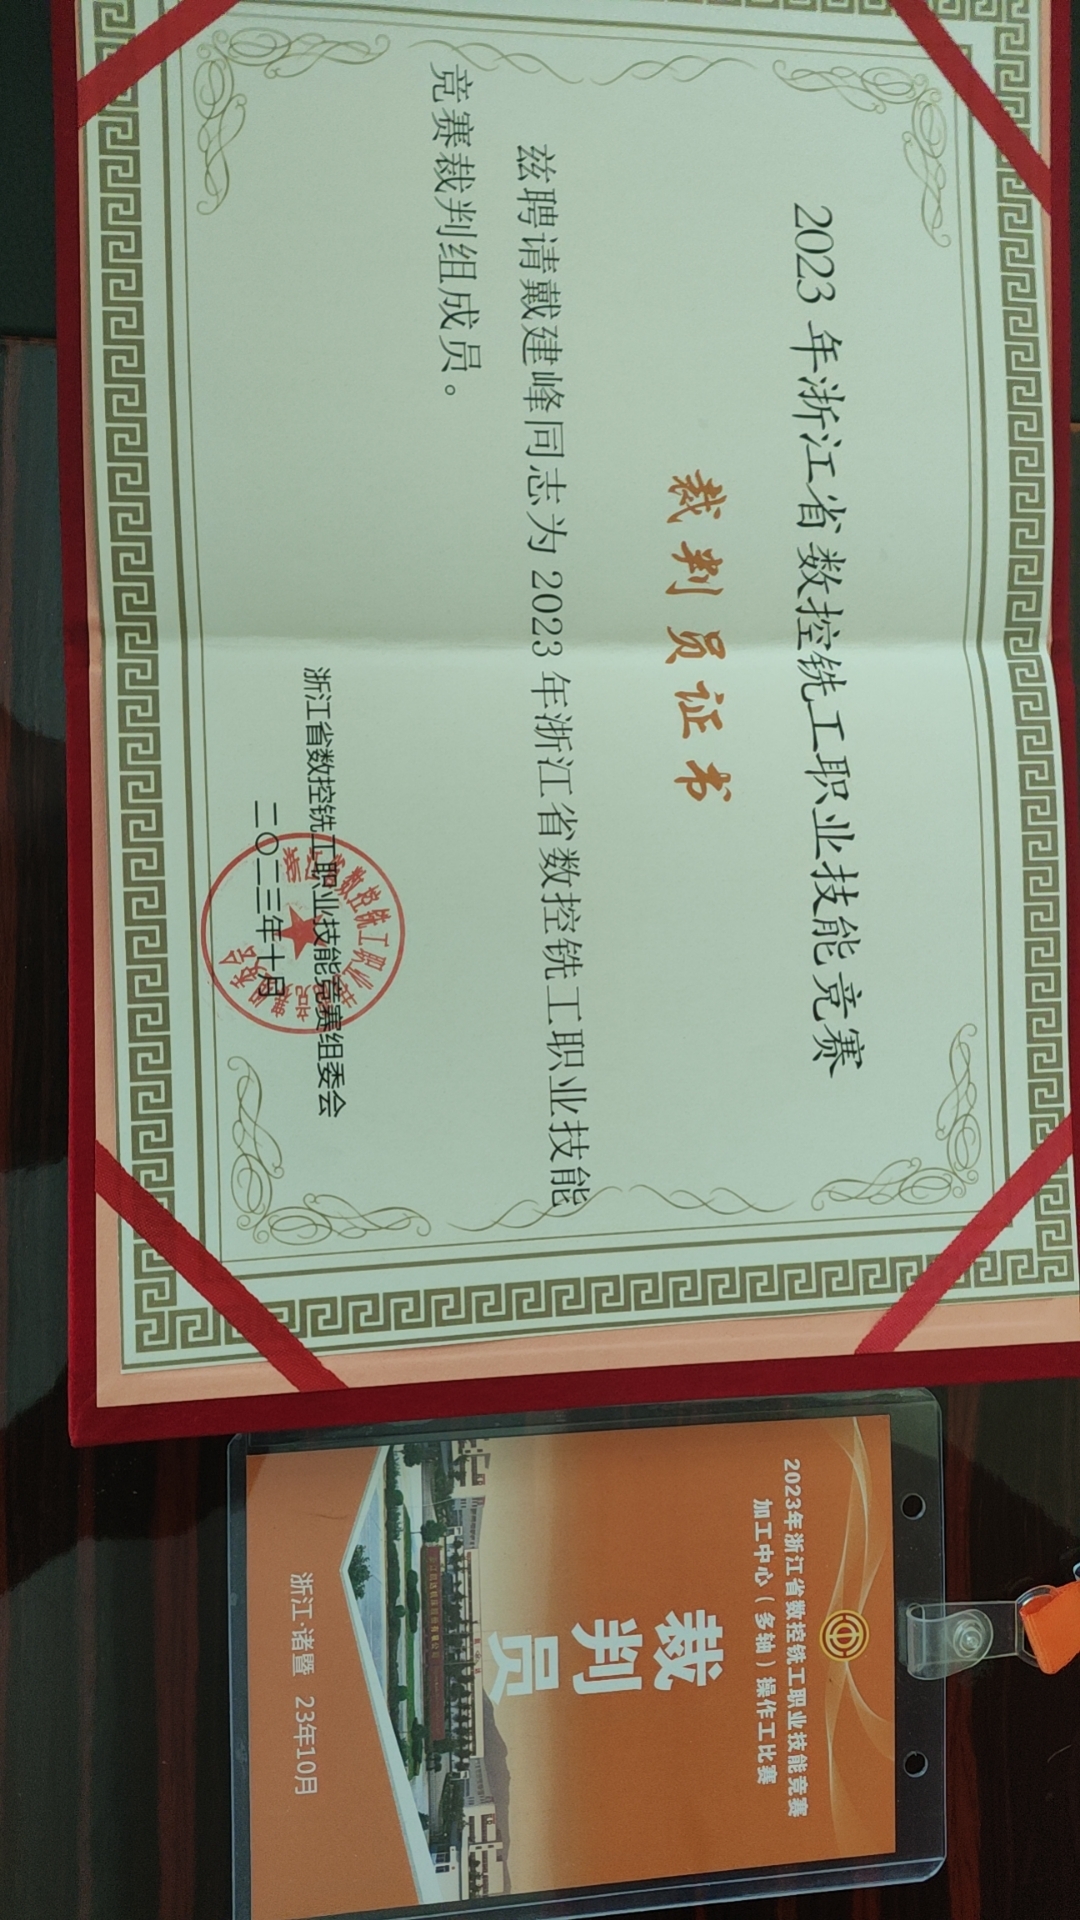 2023年浙江省数控铣工职业技能竞赛
裁判员证书
兹聘请戴建峰同志为2023年浙江省数控铣工职业技能
竞赛裁判组成员。
浙江省数控铣工职业技能竞赛组委会
二〇二三年十月
2023年浙江省数控铣工职业技能竞赛
加工中心（多轴）操作工比赛
裁判员
浙江·诸暨 23年10月